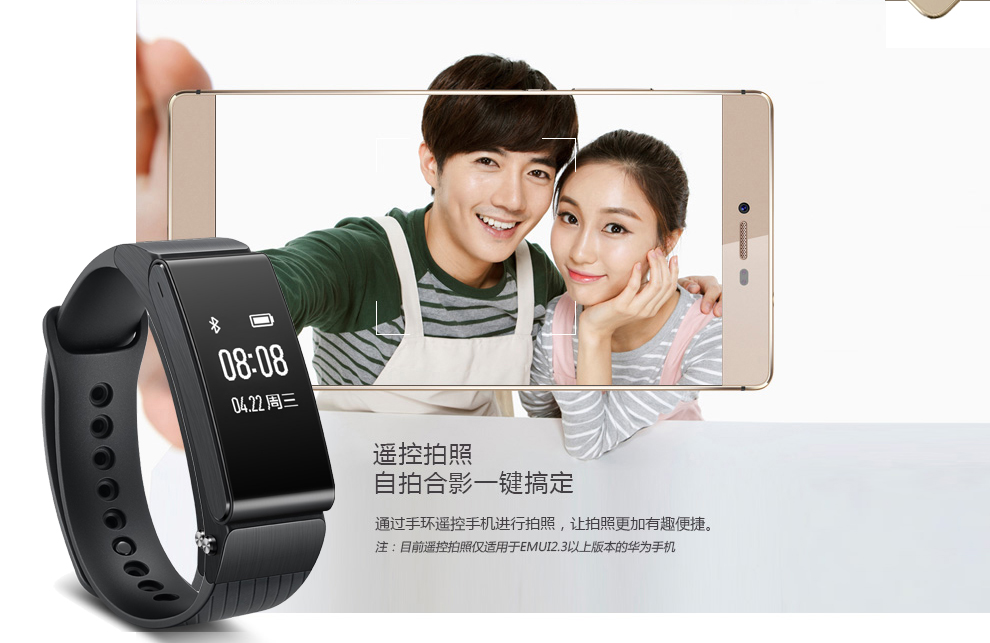 08:08
04.22 周三
遥控拍照
自拍合影一键搞定
通过手环遥控手机进行拍照，让拍照更加有趣便捷。
注：目前遥控拍照仅适用于EMUI2.3以上版本的华为手机